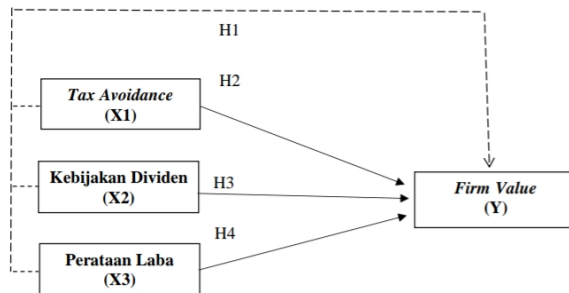 H1
H2
Tax Avoidance
(X1)
Kebijakan Dividen
(X2)
H3
Firm Value
(Y)
H4
Perataan Laba
(X3)